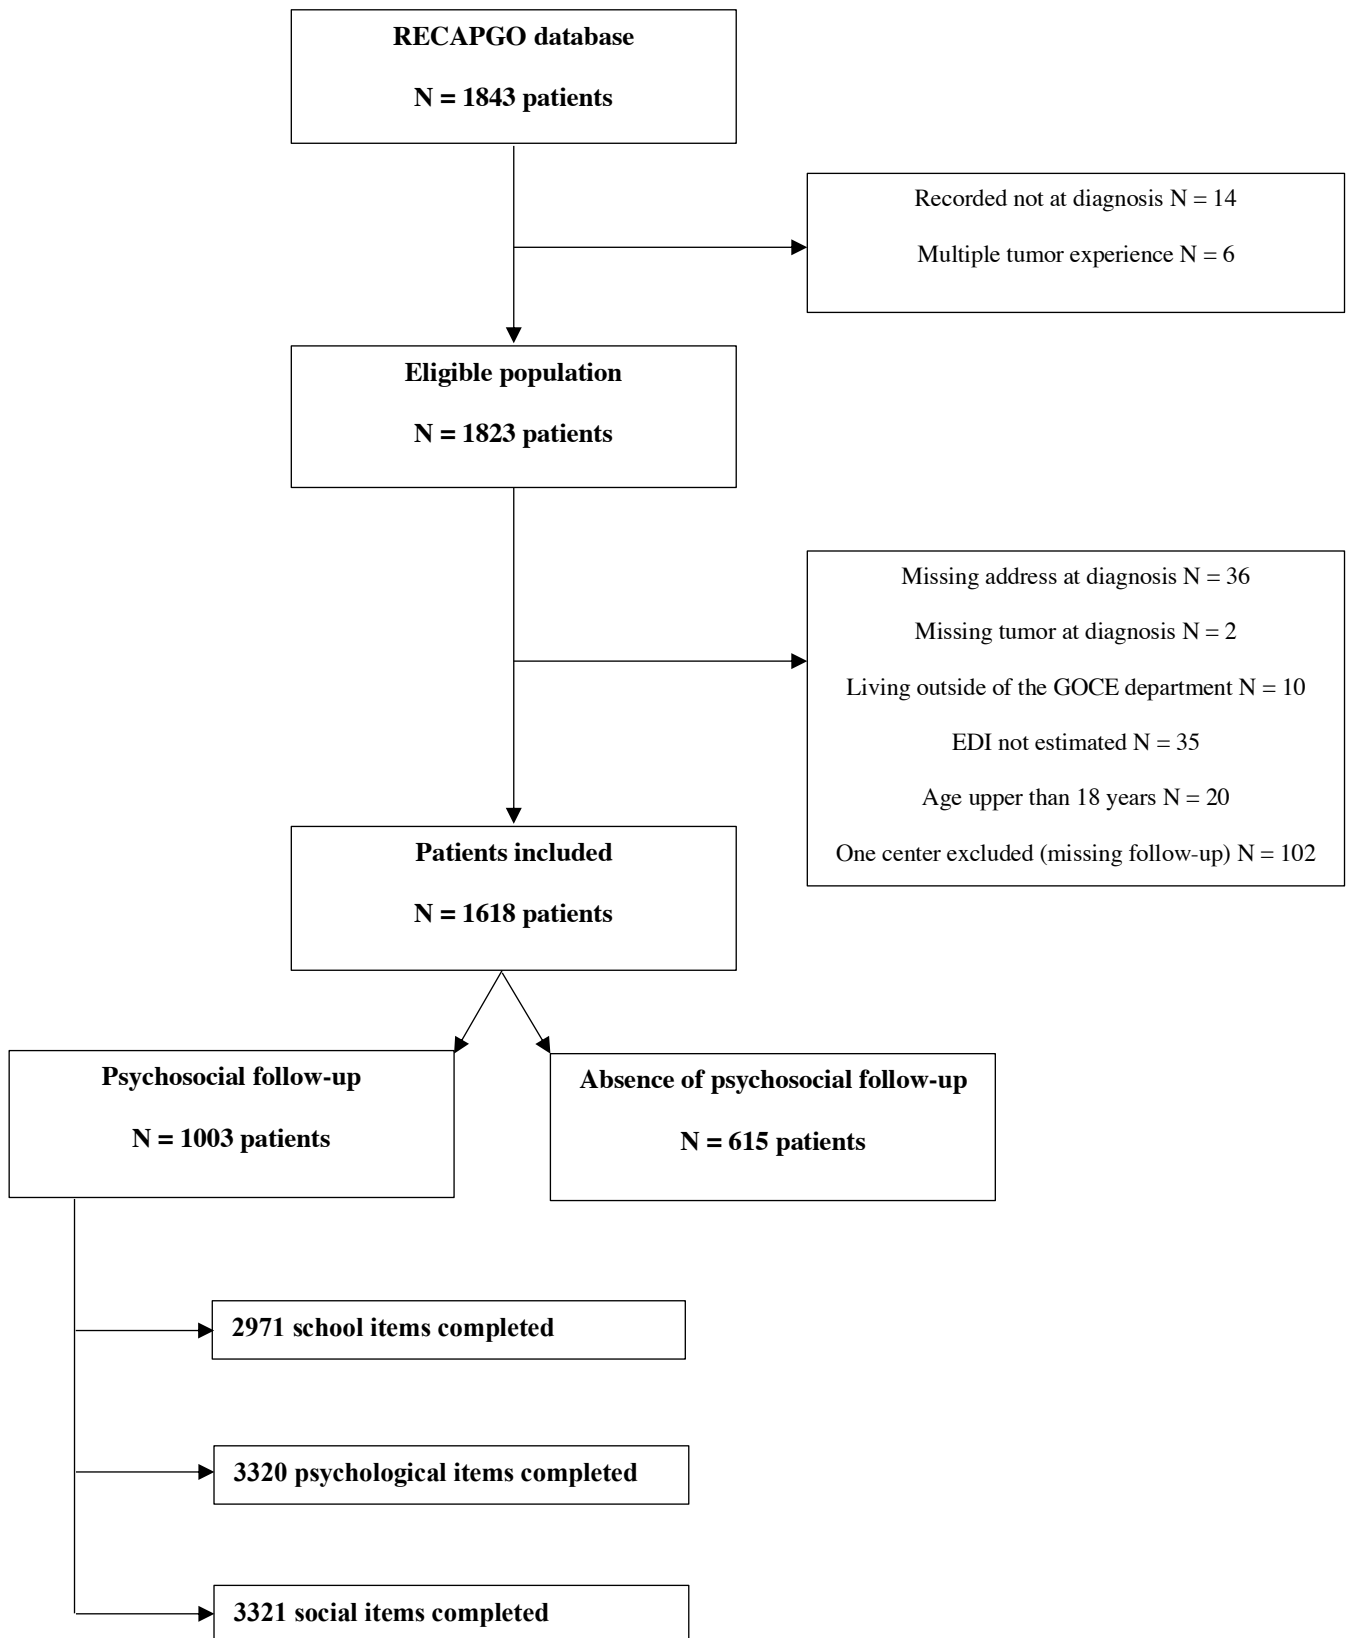 RECAPGO database
N = 1843 patients
Recorded not at diagnosis N = 14
Multiple tumor experience N = 6
Eligible population
N = 1823 patients
Missing address at diagnosis N = 36
Missing tumor at diagnosis N = 2
Living outside of the GOCE department N = 10
EDI not estimated N = 35
Age upper than 18 years N = 20
One center excluded (missing follow-up) N = 102
Patients included
N = 1618 patients
Psychosocial follow-up
N = 1003 patients
Absence of psychosocial follow-up
N = 615 patients
2971 school items completed
3320 psychological items completed
3321 social items completed